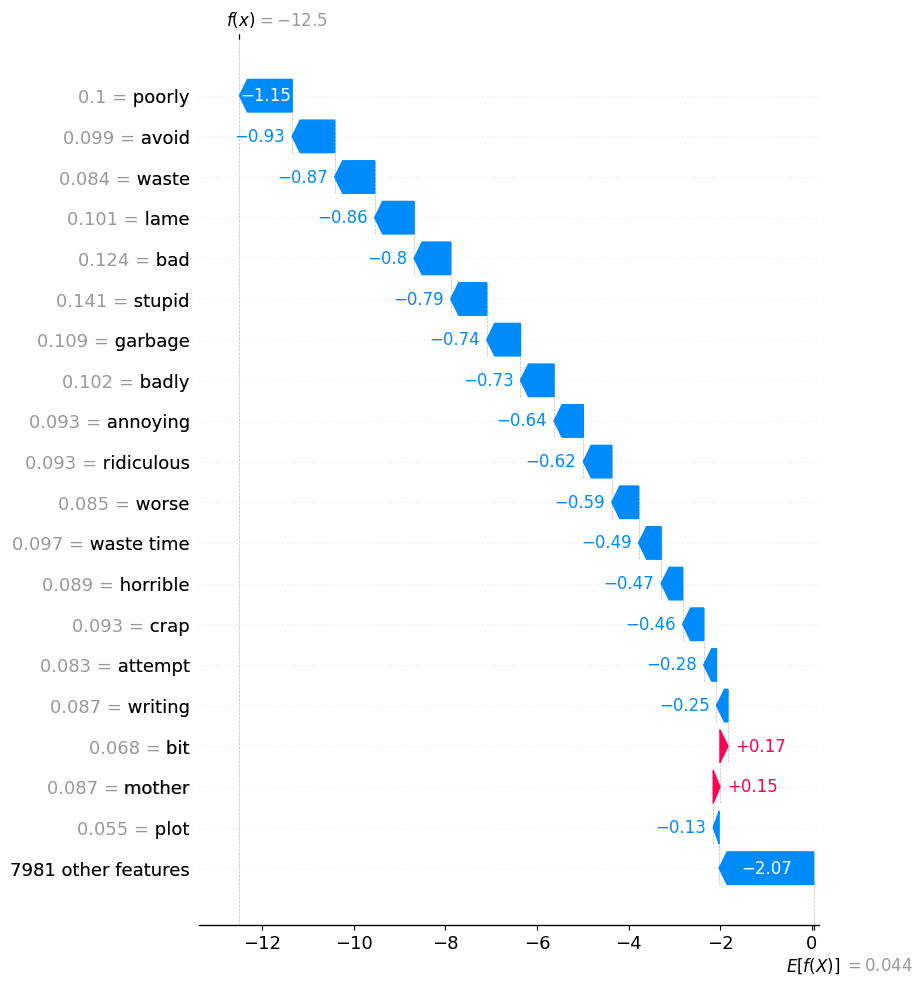 f(x) = −12.5
0.1 = poorly −1.15
0.099 = avoid −0.93
0.084 = waste −0.87
0.101 = lame −0.86
0.124 = bad −0.8
0.141 = stupid −0.79
0.109 = garbage −0.74
0.102 = badly −0.73
0.093 = annoying −0.64
0.093 = ridiculous −0.62
0.085 = worse −0.59
0.097 = waste time −0.49
0.089 = horrible −0.47
0.093 = crap −0.46
0.083 = attempt −0.28
0.087 = writing −0.25
0.068 = bit +0.17
0.087 = mother +0.15
0.055 = plot −0.13
7981 other features −2.07
−12 −10 −8 −6 −4 −2 0
E[f(X)] = 0.044